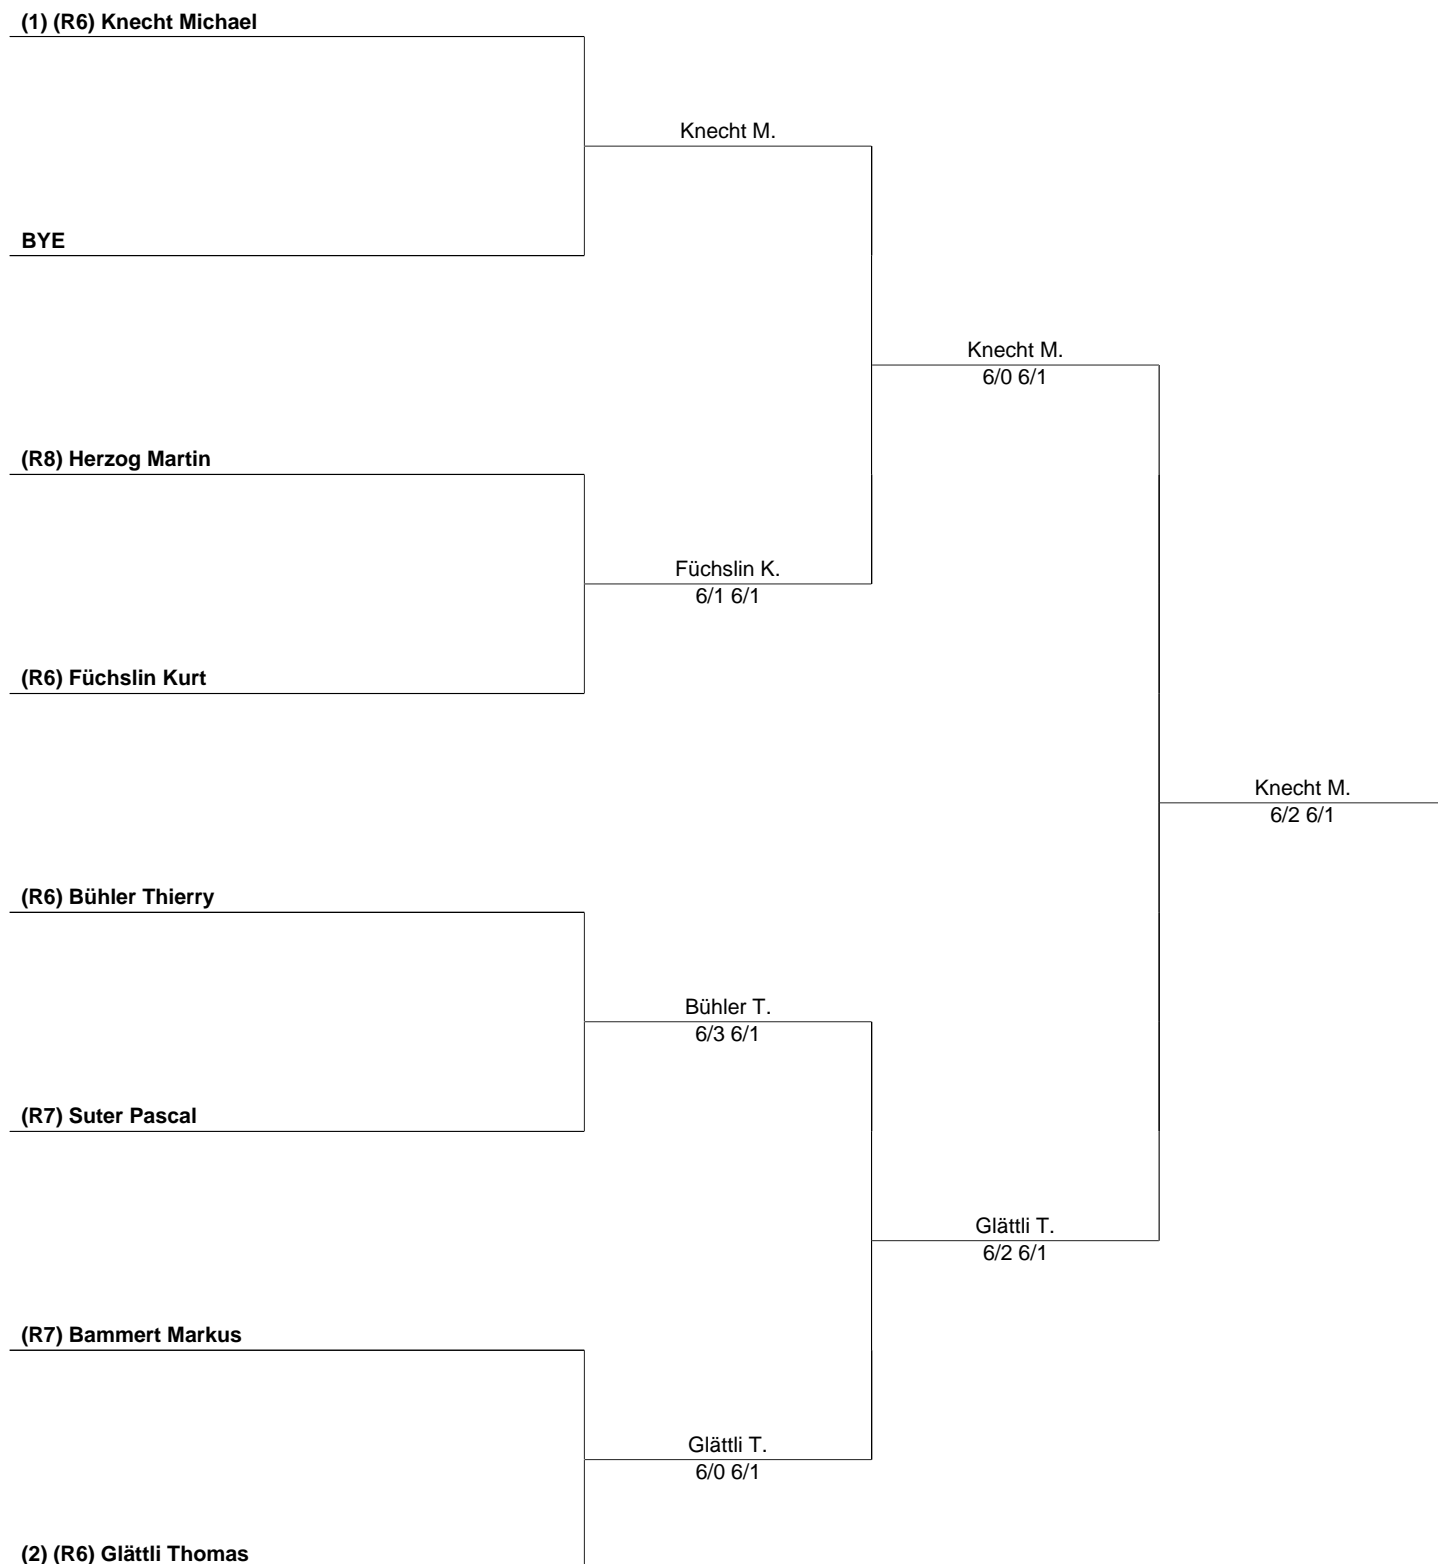 (1) (R6) Knecht Michael
Knecht M.
BYE
Knecht M.
6/0 6/1
(R8) Herzog Martin
Füchslin K.
6/1 6/1
(R6) Füchslin Kurt
Knecht M.
6/2 6/1
(R6) Bühler Thierry
Bühler T.
6/3 6/1
(R7) Suter Pascal
Glättli T.
6/2 6/1
(R7) Bammert Markus
Glättli T.
6/0 6/1
(2) (R6) Glättli Thomas